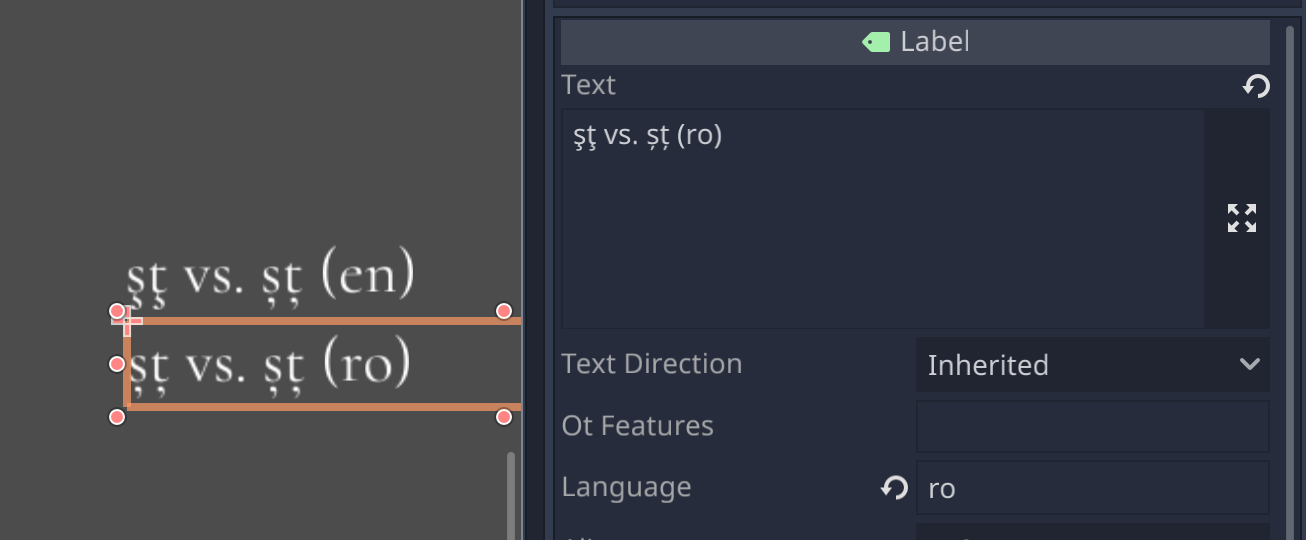 şţ vs. șț (en)
șț vs. șț (ro)
Label
Text
şţ vs. șț (ro)
Text Direction
Inherited
Ot Features
Language
ro